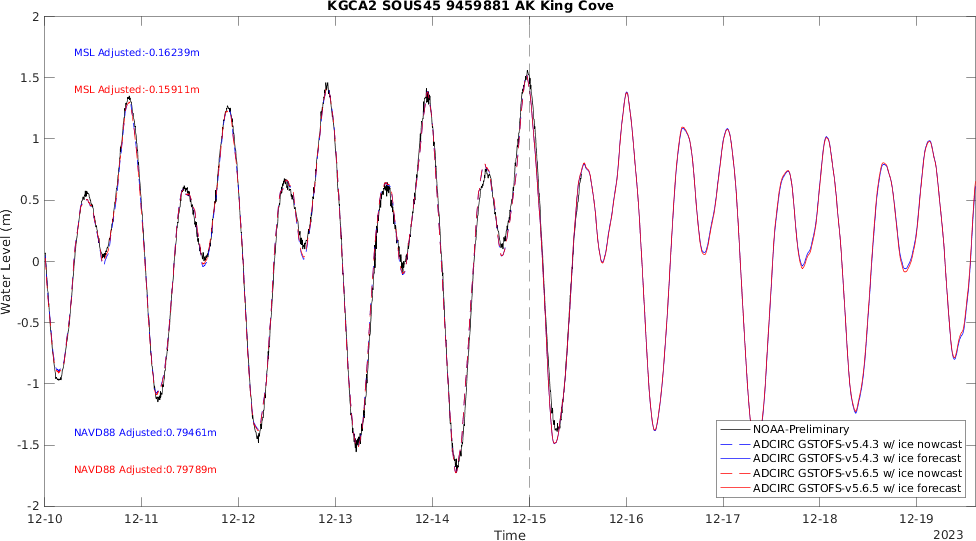 KGCA2 SOUS45 9459881 AK King Cove
2
1.5
1
0.5
0
-0.5
-1
-1.5
-2
Water Level (m)
MSL Adjusted:-0.16239m
MSL Adjusted:-0.15911m
NAVD88 Adjusted:0.79461m
NAVD88 Adjusted:0.79789m
NOAA-Preliminary
ADCIRC GSTOFS-v5.4.3 w/ ice nowcast
ADCIRC GSTOFS-v5.4.3 w/ ice forecast
ADCIRC GSTOFS-v5.6.5 w/ ice nowcast
ADCIRC GSTOFS-v5.6.5 w/ ice forecast
12-10 12-11 12-12 12-13 12-14 12-15 12-16 12-17 12-18 12-19
Time
2023